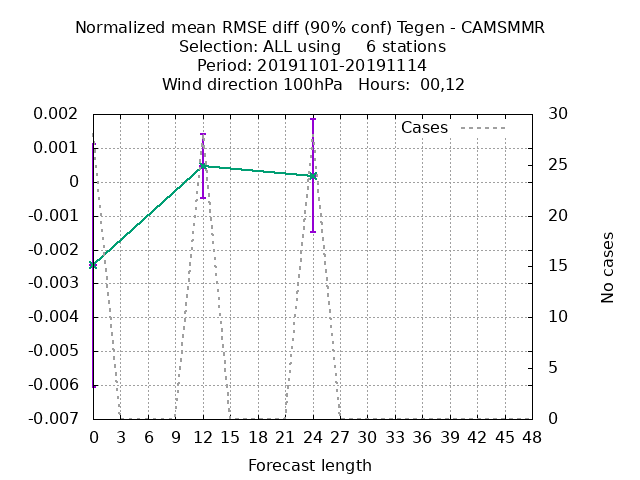 Normalized mean RMSE diff (90% conf) Tegen - CAMSMMR
Selection: ALL using     6 stations
Period: 20191101-20191114
Wind direction 100hPa   Hours:  00,12
Cases
0.002
0.001
0
-0.001
-0.002
-0.003
-0.004
-0.005
-0.006
-0.007
30
25
20
15
10
5
0
No cases
0 3 6 9 12 15 18 21 24 27 30 33 36 39 42 45 48
Forecast length